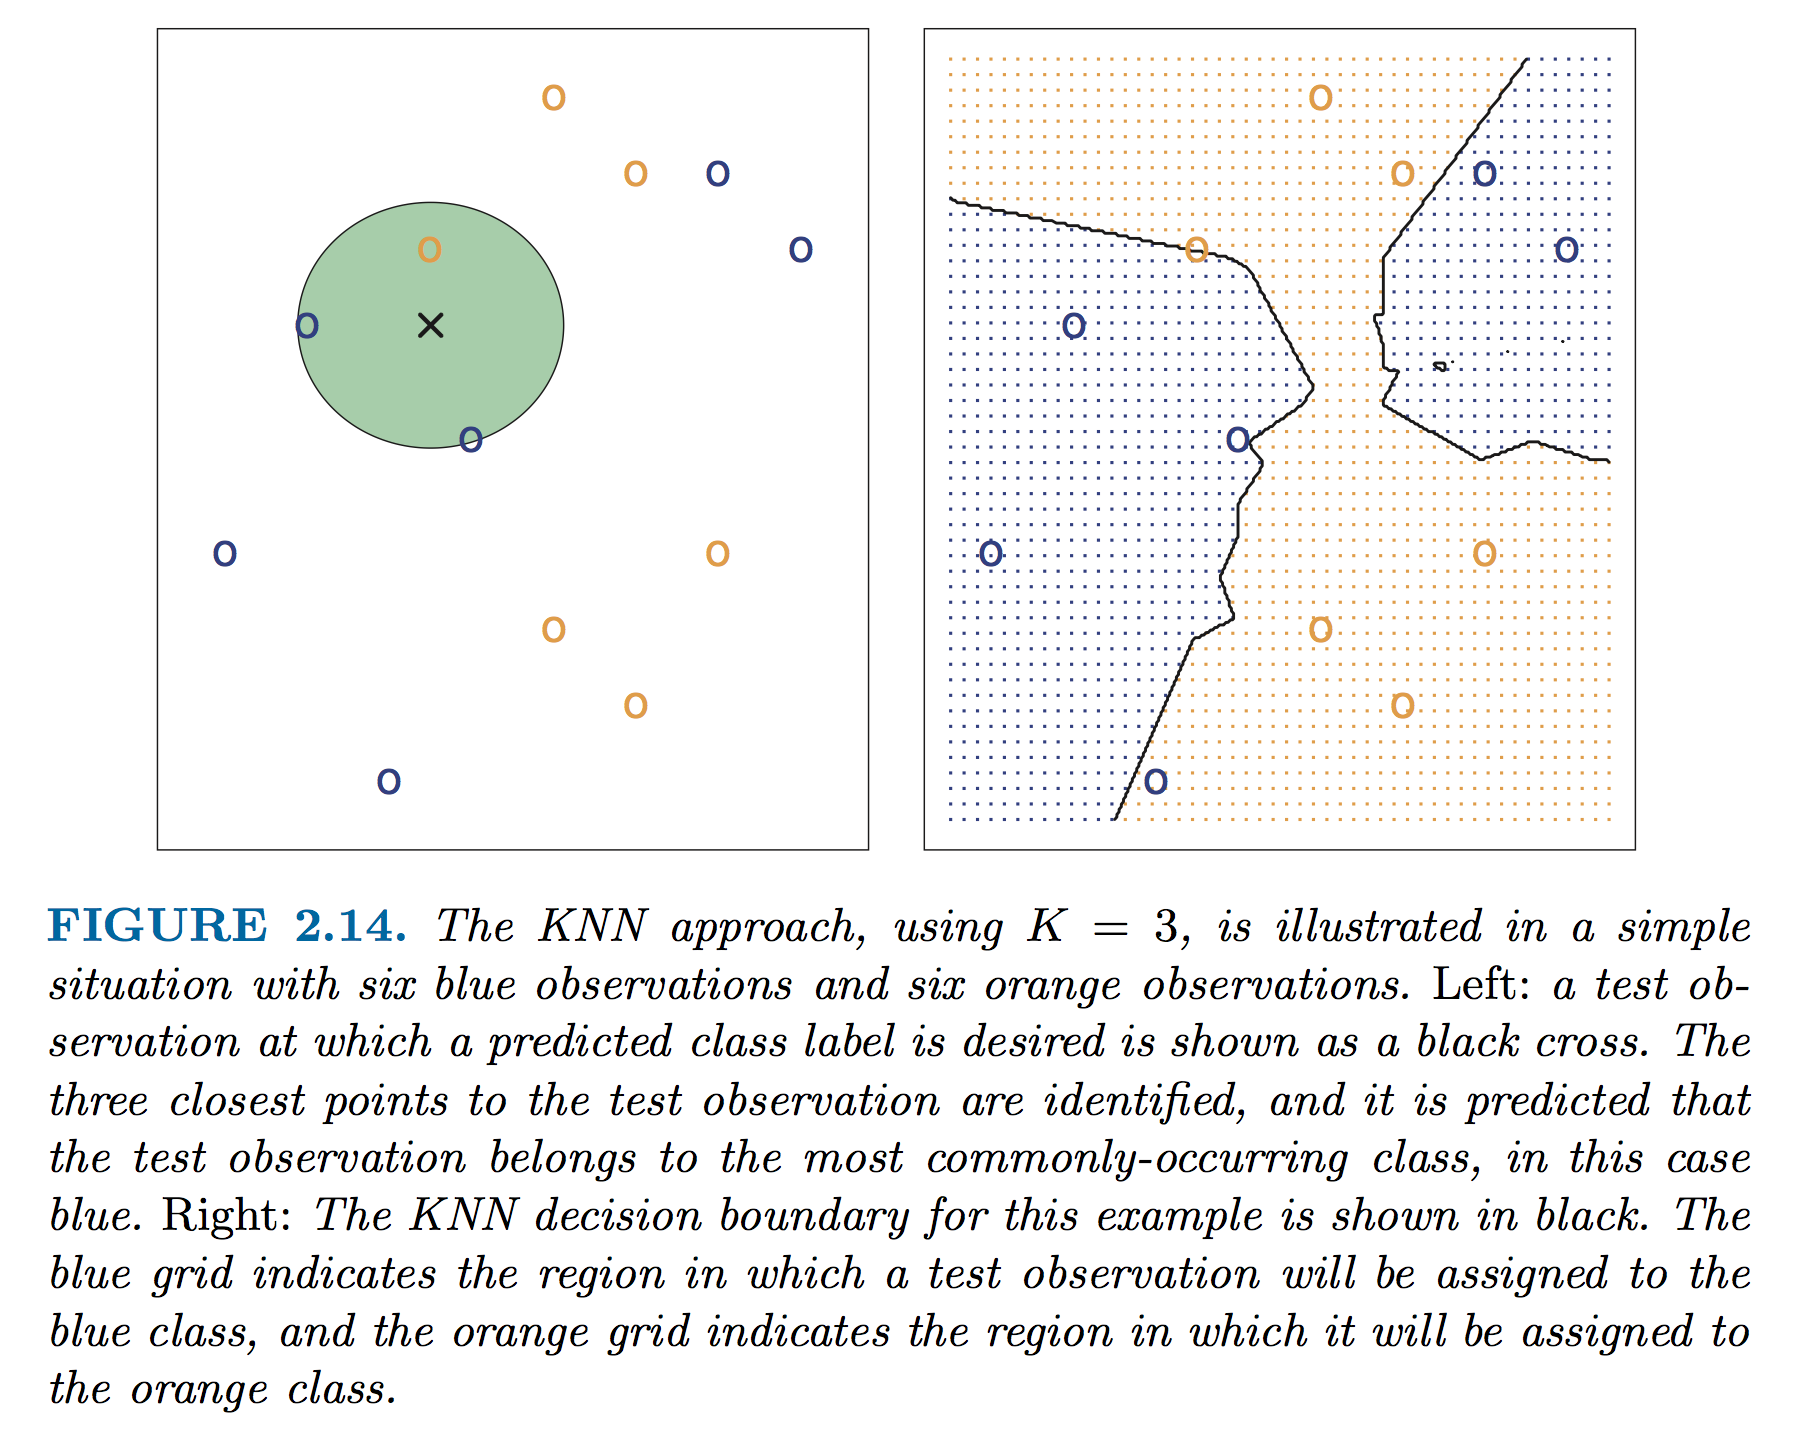 FIGURE 2.14. The KNN approach, using K = 3, is illustrated in a simple
situation with six blue observations and six orange observations. Left: a test ob-
servation at which a predicted class label is desired is shown as a black cross. The
three closest points to the test observation are identified, and it is predicted that
the test observation belongs to the most commonly-occurring class, in this case
blue. Right: The KNN decision boundary for this example is shown in black. The
blue grid indicates the region in which a test observation will be assigned to the
blue class, and the orange grid indicates the region in which it will be assigned to
the orange class.